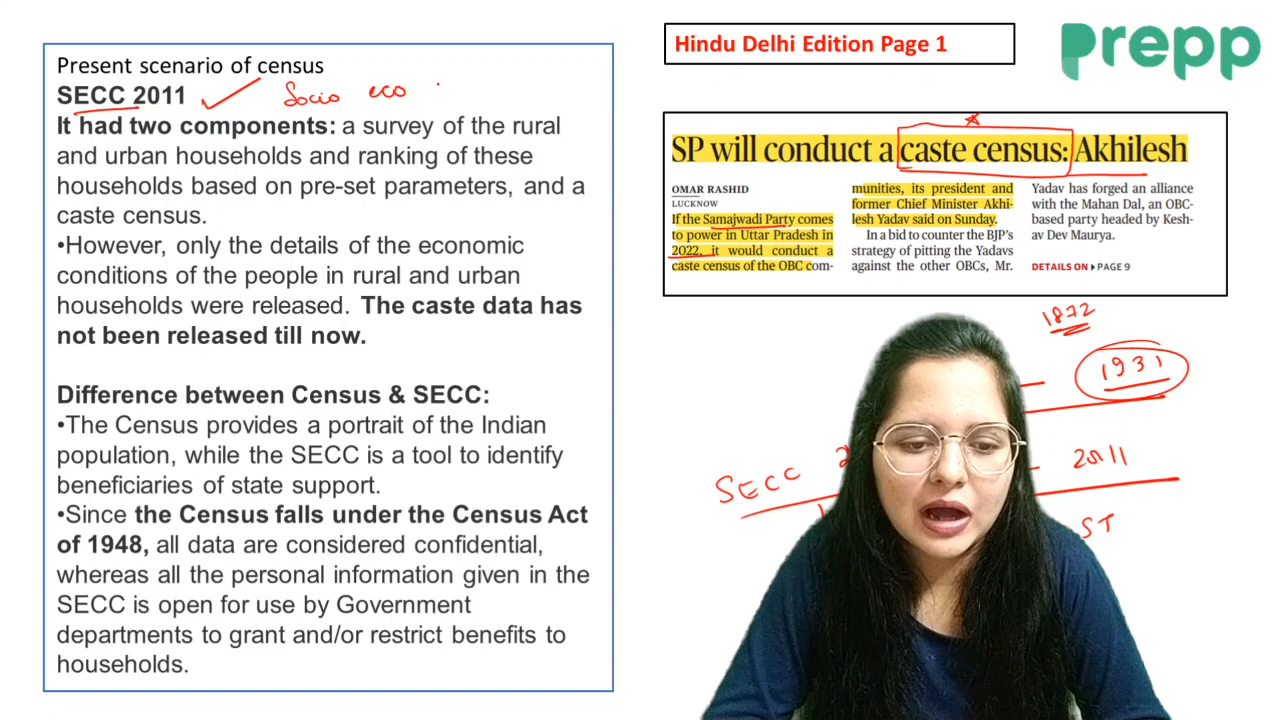 Present scenario of census
SECC 2011
Socio eco
It had two components: a survey of the rural
and urban households and ranking of these
households based on pre-set parameters, and a
caste census.
•However, only the details of the economic
conditions of the people in rural and urban
households were released. The caste data has
not been released till now.
Difference between Census & SECC:
•The Census provides a portrait of the Indian
population, while the SECC is a tool to identify
beneficiaries of state support.
•Since the Census falls under the Census Act
of 1948, all data are considered confidential,
whereas all the personal information given in the
SECC is open for use by Government
departments to grant and/or restrict benefits to
households.
Hindu Delhi Edition Page 1
Prepp
SP will conduct a caste census: Akhilesh
OMAR RASHID
LUCKNOW
If the Samajwadi Party comes
to power in Uttar Pradesh in
2022, it would conduct a
caste census of the OBC com-
munities, its president and
former Chief Minister Akhi-
lesh Yadav said on Sunday.
In a bid to counter the BJP's
strategy of pitting the Yadavs
against the other OBCs, Mr.
Yadav has forged an alliance
with the Mahan Dal, an OBC-
based party headed by Kesh-
av Dev Maurya.
DETAILS ON PAGE 9
1872
1931
SECC
2011
ST